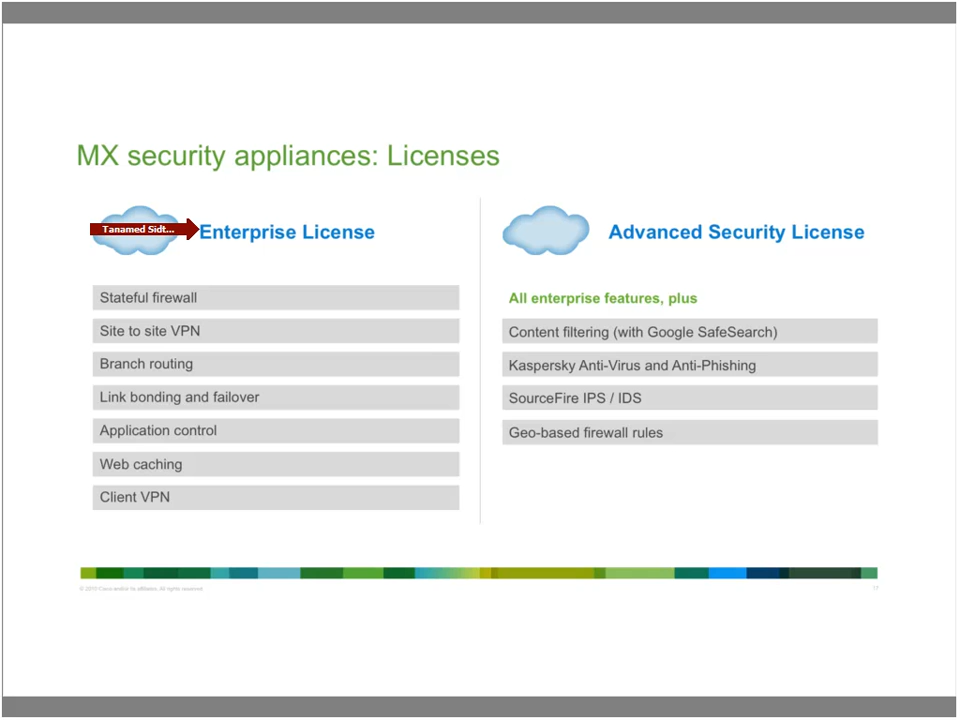 MX security appliances: Licenses
Tanamed Sidt...
Enterprise License
Stateful firewall
Site to site VPN
Branch routing
Link bonding and failover
Application control
Web caching
Client VPN
Advanced Security License
All enterprise features, plus
Content filtering (with Google SafeSearch)
Kaspersky Anti-Virus and Anti-Phishing
SourceFire IPS / IDS
Geo-based firewall rules